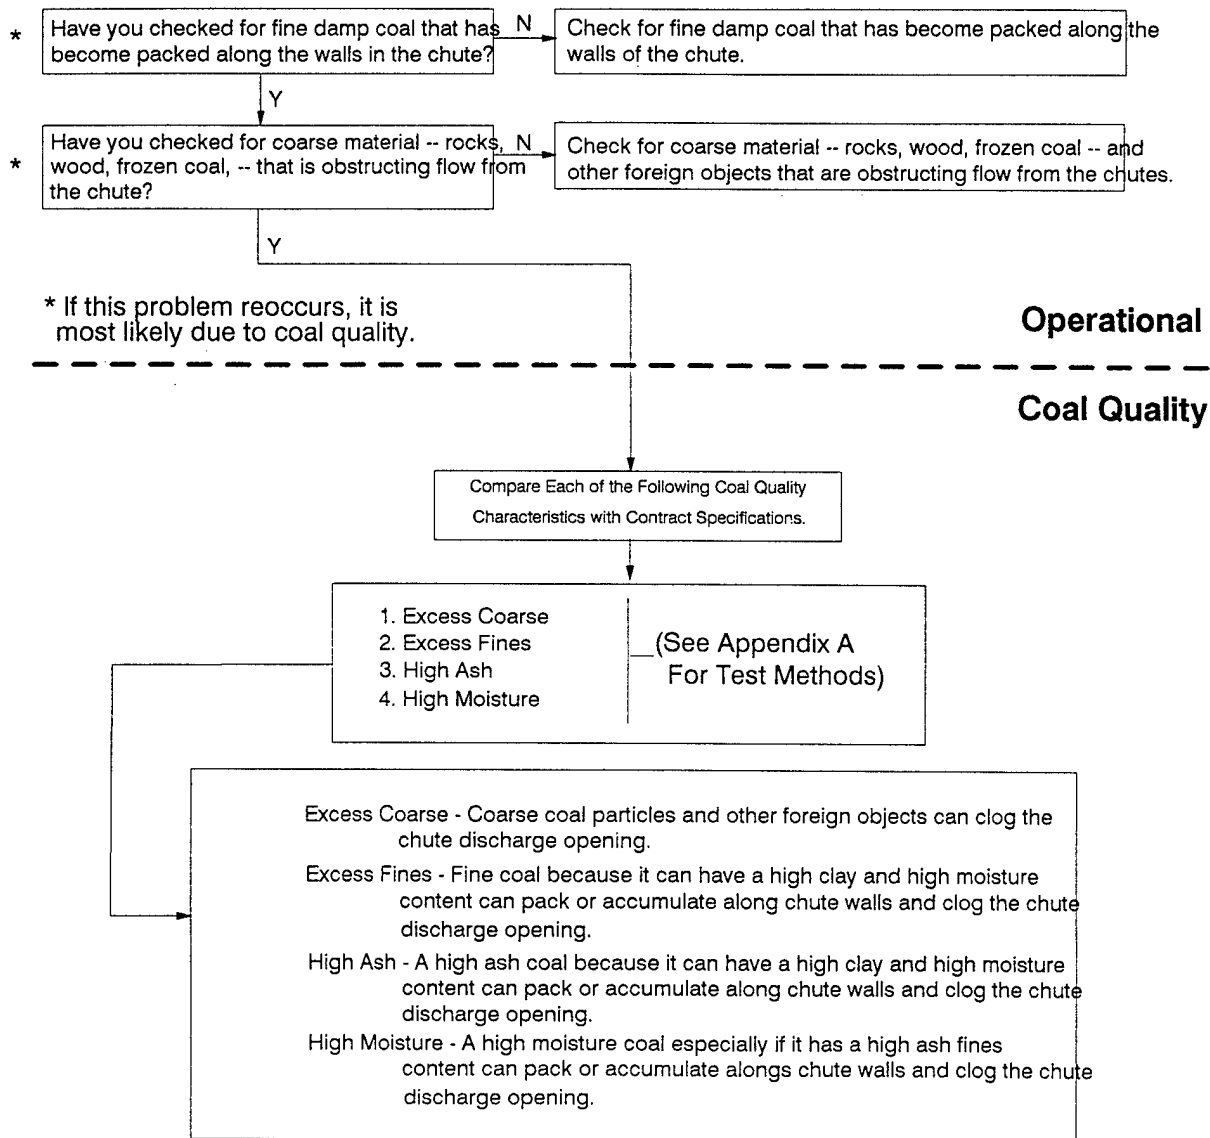 * Have you checked for fine damp coal that has
become packed along the walls in the chute?
N
Check for fine damp coal that has become packed along the
walls of the chute.
Y
* Have you checked for coarse material -- rocks,
wood, frozen coal, -- that is obstructing flow from
the chute?
N
Check for coarse material -- rocks, wood, frozen coal -- and
other foreign objects that are obstructing flow from the chutes.
Y
* If this problem reoccurs, it is
most likely due to coal quality.
Operational
Coal Quality
Compare Each of the Following Coal Quality
Characteristics with Contract Specifications.
1. Excess Coarse
2. Excess Fines
3. High Ash
4. High Moisture
(See Appendix A
For Test Methods)
Excess Coarse - Coarse coal particles and other foreign objects can clog the
chute discharge opening.
Excess Fines - Fine coal because it can have a high clay and high moisture
content can pack or accumulate along chute walls and clog the chute
discharge opening.
High Ash - A high ash coal because it can have a high clay and high moisture
content can pack or accumulate along chute walls and clog the chute
discharge opening.
High Moisture - A high moisture coal especially if it has a high ash fines
content can pack or accumulate alongs chute walls and clog the chute
discharge opening.